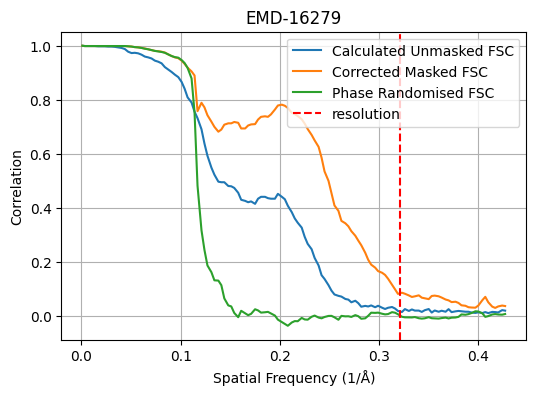 EMD-16279
Calculated Unmasked FSC
Corrected Masked FSC
Phase Randomised FSC
resolution
Correlation
1.0
0.8
0.6
0.4
0.2
0.0
0.0 0.1 0.2 0.3 0.4
Spatial Frequency (1/Å)